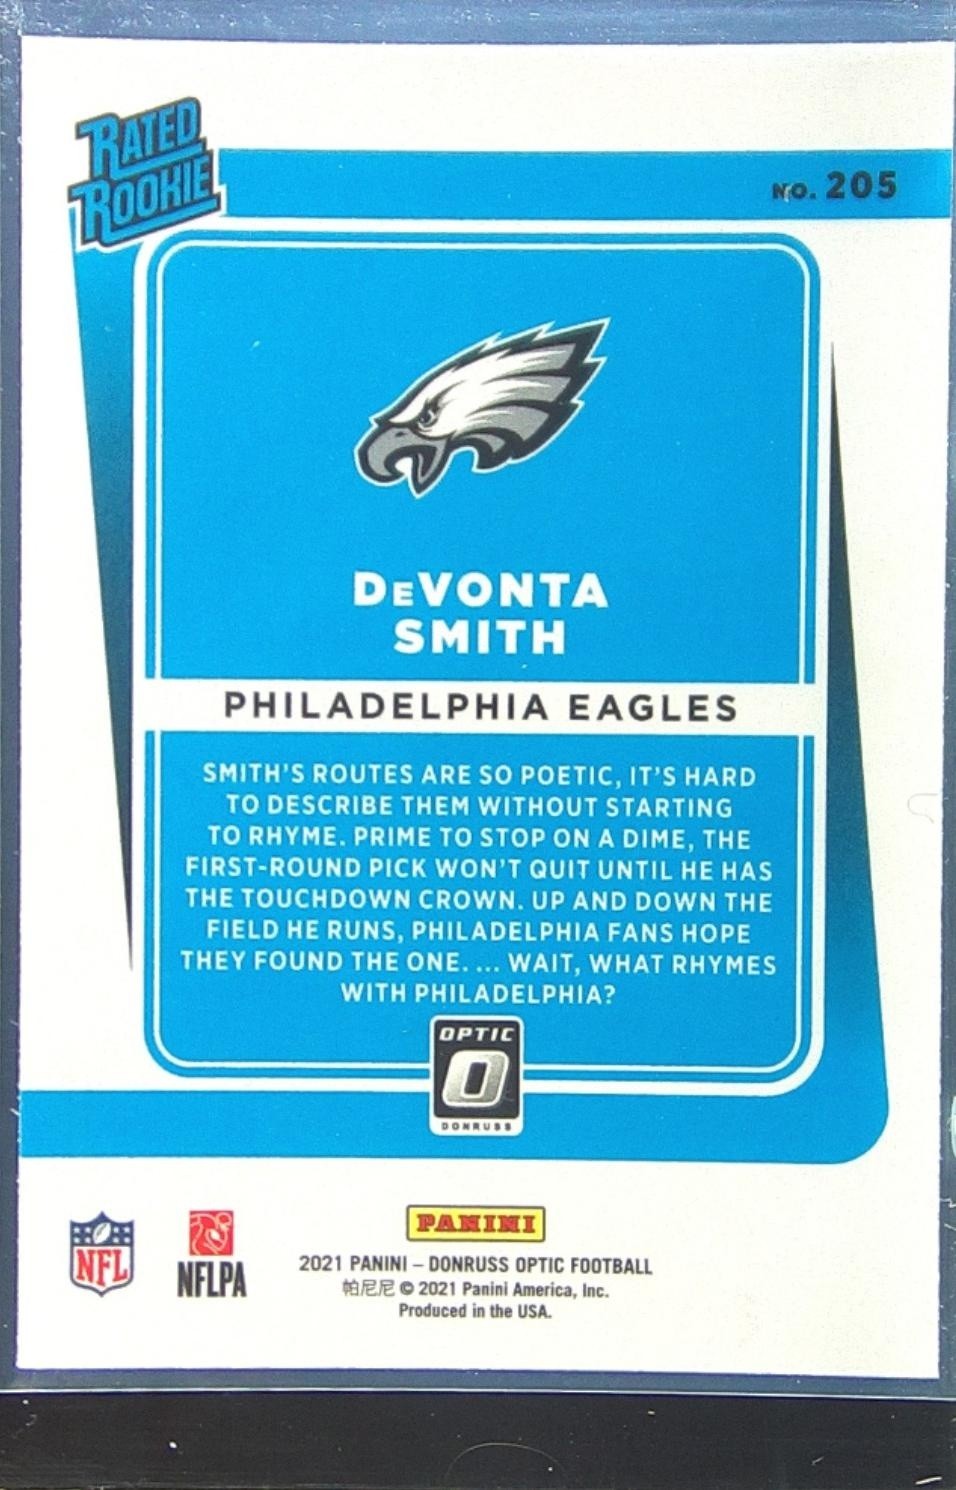 RATED
ROOKIE
NO. 205
DeVONTA
SMITH
PHILADELPHIA EAGLES
SMITH'S ROUTES ARE SO POETIC, IT'S HARD
TO DESCRIBE THEM WITHOUT STARTING
TO RHYME. PRIME TO STOP ON A DIME, THE
FIRST-ROUND PICK WON'T QUIT UNTIL HE HAS
THE TOUCHDOWN CROWN. UP AND DOWN THE
FIELD HE RUNS, PHILADELPHIA FANS HOPE
THEY FOUND THE ONE. ... WAIT, WHAT RHYMES
WITH PHILADELPHIA?
OPTIC
O
DONRUSS
NFL
NFLPA
PANINI
2021 PANINI – DONRUSS OPTIC FOOTBALL
帕尼尼 © 2021 Panini America, Inc.
Produced in the USA.